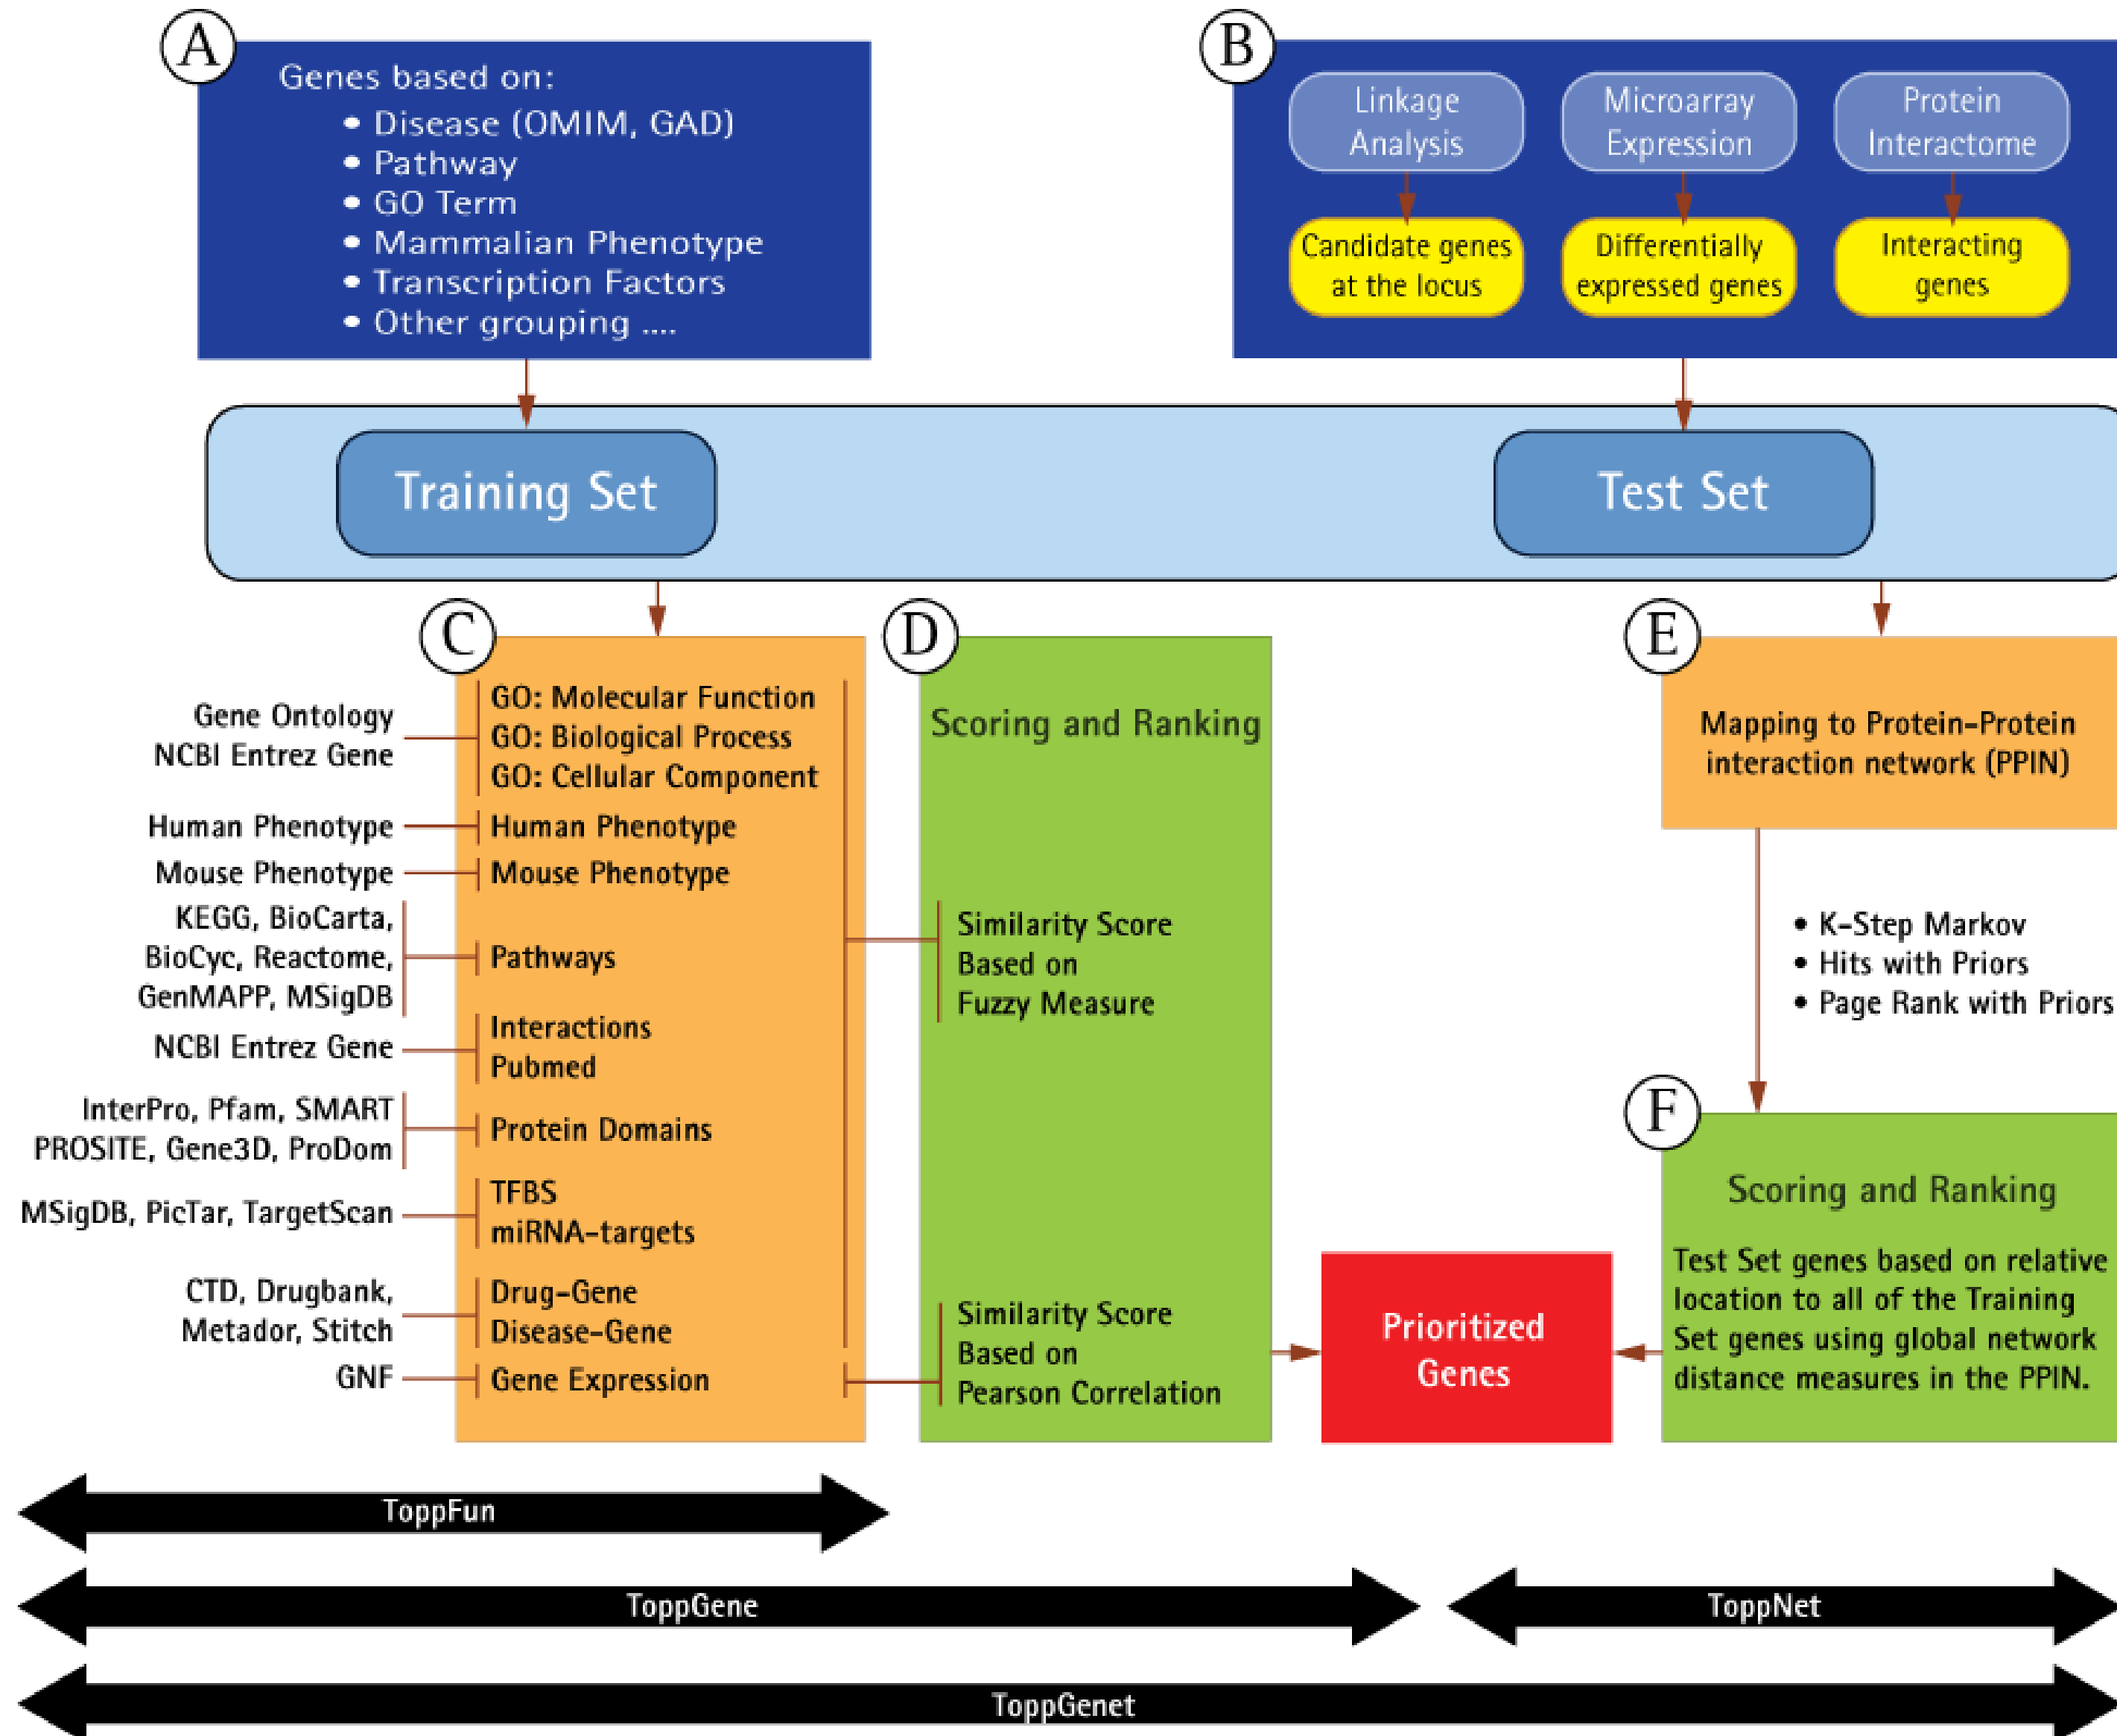 A
Genes based on:
• Disease (OMIM, GAD)
• Pathway
• GO Term
• Mammalian Phenotype
• Transcription Factors
• Other grouping ....
B
Linkage
Analysis
Microarray
Expression
Protein
Interactome
Candidate genes
at the locus
Differentially
expressed genes
Interacting
genes
Training Set
Test Set
C
Gene Ontology
NCBI Entrez Gene
GO: Molecular Function
GO: Biological Process
GO: Cellular Component
Human Phenotype
Human Phenotype
Mouse Phenotype
Mouse Phenotype
KEGG, BioCarta,
BioCyc, Reactome,
GenMAPP, MSigDB
Pathways
NCBI Entrez Gene
Interactions
Pubmed
InterPro, Pfam, SMART
PROSITE, Gene3D, ProDom
Protein Domains
MSigDB, PicTar, TargetScan
TFBS
miRNA-targets
CTD, Drugbank,
Metador, Stitch
Drug-Gene
Disease-Gene
GNF
Gene Expression
D
Scoring and Ranking
Similarity Score
Based on
Fuzzy Measure
Similarity Score
Based on
Pearson Correlation
Prioritized
Genes
E
Mapping to Protein-Protein
interaction network (PPIN)
• K-Step Markov
• Hits with Priors
• Page Rank with Priors
F
Scoring and Ranking
Test Set genes based on relative
location to all of the Training
Set genes using global network
distance measures in the PPIN.
ToppFun
ToppGene
ToppNet
ToppGenet